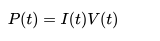 P(t) = I(t)V(t)